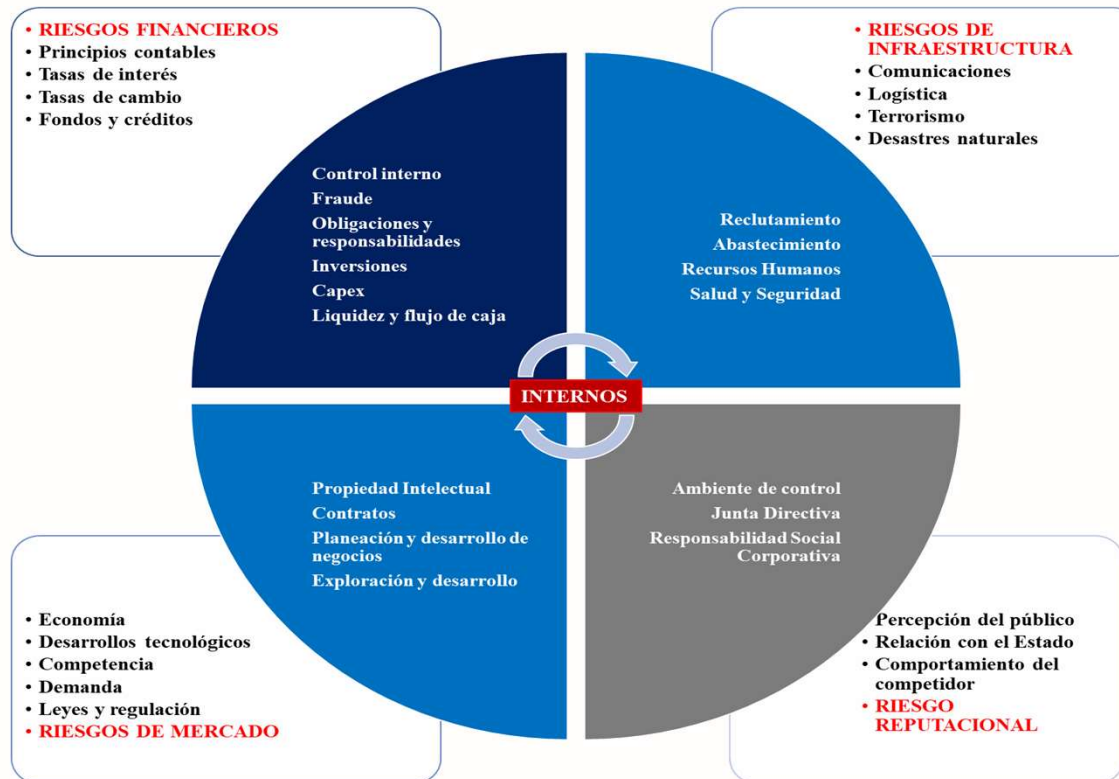 • RIESGOS FINANCIEROS
• Principios contables
• Tasas de interés
• Tasas de cambio
• Fondos y créditos
• RIESGOS DE
INFRAESTRUCTURA
• Comunicaciones
• Logística
• Terrorismo
• Desastres naturales
Control interno
Fraude
Obligaciones y
responsabilidades
Inversiones
Capex
Liquidez y flujo de caja
Reclutamiento
Abastecimiento
Recursos Humanos
Salud y Seguridad
INTERNOS
Propiedad Intelectual
Contratos
Planeación y desarrollo de
negocios
Exploración y desarrollo
Ambiente de control
Junta Directiva
Responsabilidad Social
Corporativa
• Economía
• Desarrollos tecnológicos
• Competencia
• Demanda
• Leyes y regulación
• RIESGOS DE MERCADO
Percepción del público
• Relación con el Estado
• Comportamiento del
competidor
• RIESGO
REPUTACIONAL